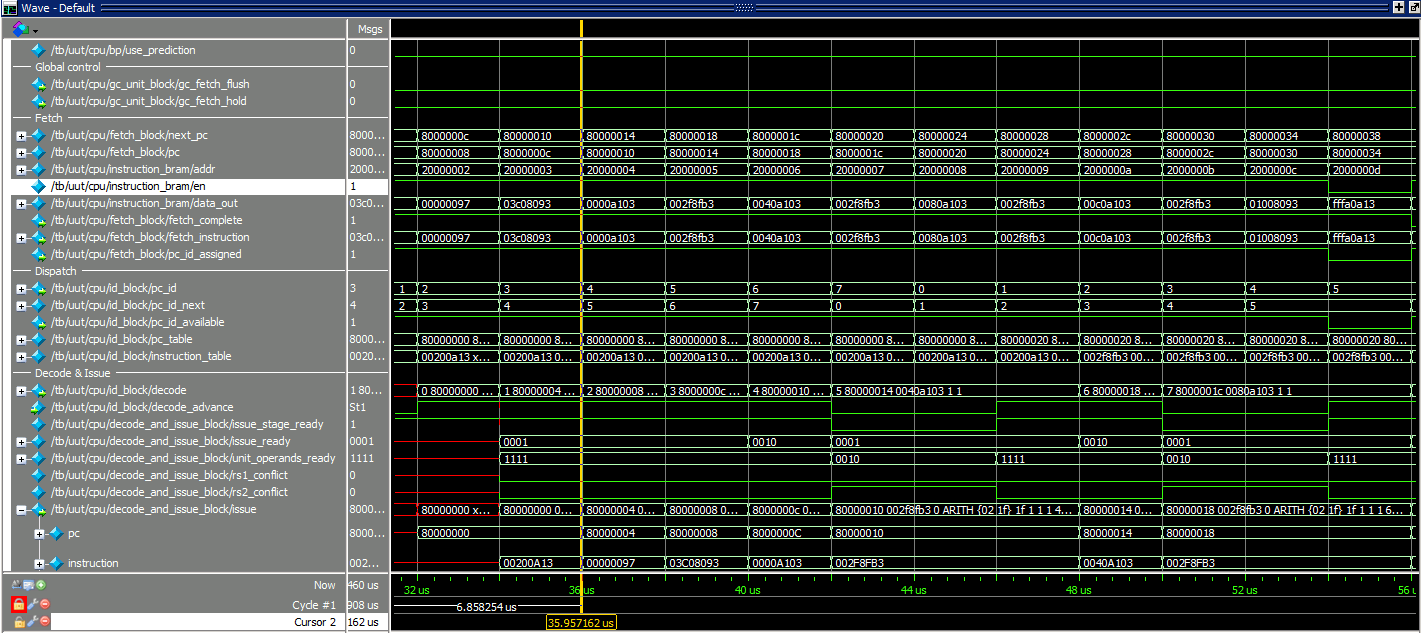 Wave - Default
Msgs
/tb/uut/cpu/bp/use_prediction 0
Global control
/tb/uut/cpu/gc_unit_block/gc_fetch_flush 0
/tb/uut/cpu/gc_unit_block/gc_fetch_hold 0
Fetch
/tb/uut/cpu/fetch_block/next_pc 8000... 8000000c 80000010 80000014 80000018 8000001c 80000020 80000024 80000028 8000002c 80000030 80000034 80000038
/tb/uut/cpu/fetch_block/pc 8000... 80000008 8000000c 80000010 80000014 80000018 8000001c 80000020 80000024 80000028 8000002c 80000030 80000034
/tb/uut/cpu/instruction_bram/addr 2000... 20000002 20000003 20000004 20000005 20000006 20000007 20000008 20000009 2000000a 2000000b 2000000c 2000000d
/tb/uut/cpu/instruction_bram/en 1
/tb/uut/cpu/instruction_bram/data_out 03c0... 00000097 03c08093 0000a103 002f8fb3 0040a103 002f8fb3 0080a103 002f8fb3 00c0a103 002f8fb3 01008093 fffa0a13
/tb/uut/cpu/fetch_block/fetch_complete 1
/tb/uut/cpu/fetch_block/fetch_instruction 03c0... 00000097 03c08093 0000a103 002f8fb3 0040a103 002f8fb3 0080a103 002f8fb3 00c0a103 002f8fb3 01008093 fffa0a13
/tb/uut/cpu/fetch_block/pc_id_assigned 1
Dispatch
/tb/uut/cpu/id_block/pc_id 3 1 2 3 4 5 6 7 0 1 2 3 4 5
/tb/uut/cpu/id_block/pc_id_next 4 2 3 4 5 6 7 0 1 2 3 4 5
/tb/uut/cpu/id_block/pc_id_available 1
/tb/uut/cpu/id_block/pc_table 8000... 80000000 8... 80000000 8... 80000000 8... 80000000 8... 80000000 8... 80000000 8... 80000000 8... 80000020 8... 80000020 8... 80000020 8... 80000020 8... 80000020 80...
/tb/uut/cpu/id_block/instruction_table 0020... 00200a13 x... 00200a13 0... 00200a13 0... 00200a13 0... 00200a13 0... 00200a13 0... 00200a13 0... 00200a13 0... 002f8fb3 00... 002f8fb3 00... 002f8fb3 00... 002f8fb3 00...
Decode & Issue
/tb/uut/cpu/id_block/decode 1 80... 0 80000000 ... 1 80000004 ... 2 80000008 ... 3 8000000c ... 4 80000010 ... 5 80000014 0040a103 1 1 6 80000018 ... 7 8000001c 0080a103 1 1
/tb/uut/cpu/id_block/decode_advance St1
/tb/uut/cpu/decode_and_issue_block/issue_stage_ready 1
/tb/uut/cpu/decode_and_issue_block/issue_ready 0001 0001 0010 0001 0010 0001
/tb/uut/cpu/decode_and_issue_block/unit_operands_ready 1111 1111 0010 1111 0010 1111
/tb/uut/cpu/decode_and_issue_block/rs1_conflict 0
/tb/uut/cpu/decode_and_issue_block/rs2_conflict 0
/tb/uut/cpu/decode_and_issue_block/issue 8000... 80000000 x... 80000000 0... 80000004 0... 80000008 0... 8000000c 0... 80000010 002f8fb3 0 ARITH {02 1f} 1f 1 1 1 4... 80000014 0... 80000018 002f8fb3 0 ARITH {02 1f} 1f 1 1 1 6...
pc 8000... 80000000 80000004 80000008 8000000C 80000010 80000014 80000018
instruction 002... 00200A13 00000097 03C08093 0000A103 002F8FB3 0040A103 002F8FB3
Now 460 us 32 us 36 us 40 us 44 us 48 us 52 us 56
Cycle #1 908 us 6.858254 us
Cursor 2 162 us 35.957162 us